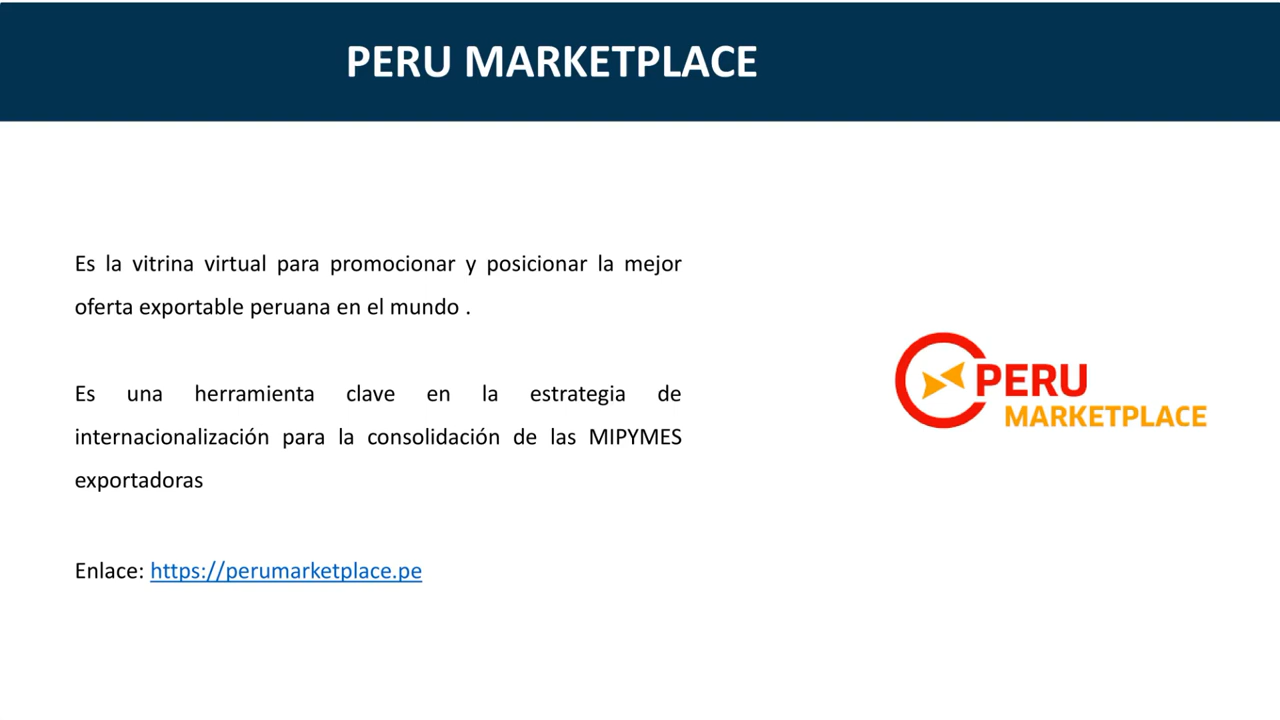 PERU MARKETPLACE
Es la vitrina virtual para promocionar y posicionar la mejor
oferta exportable peruana en el mundo .
Es una herramienta clave en la estrategia de
internacionalización para la consolidación de las MIPYMES
exportadoras
Enlace: https://perumarketplace.pe
PERU
MARKETPLACE